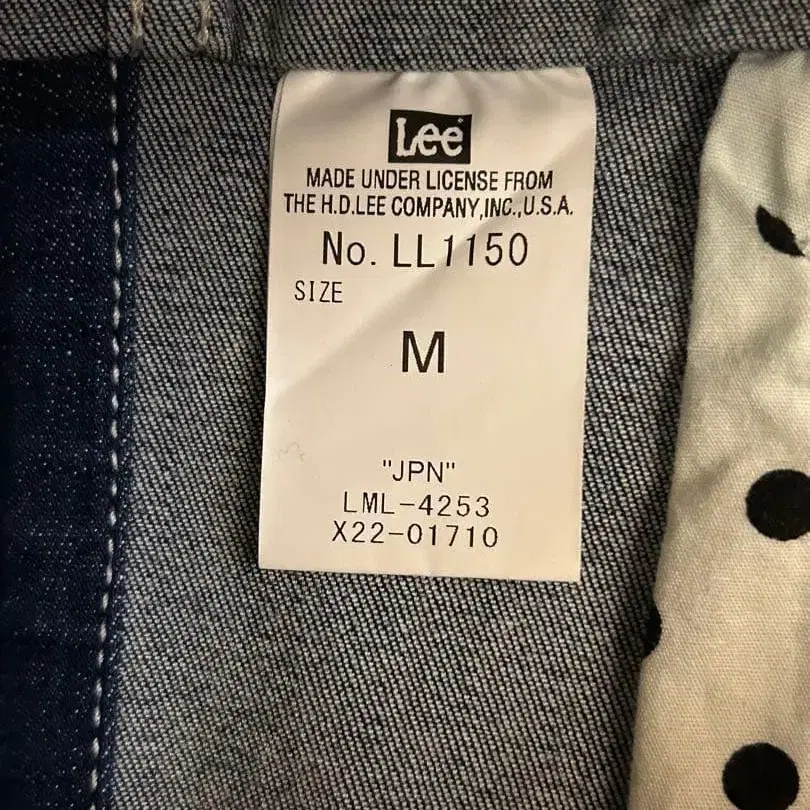 Lee
MADE UNDER LICENSE FROM
THE H.D.LEE COMPANY,INC.,U.S.A.
No. LL1150
SIZE
M
"JPN"
LML-4253
X22-01710